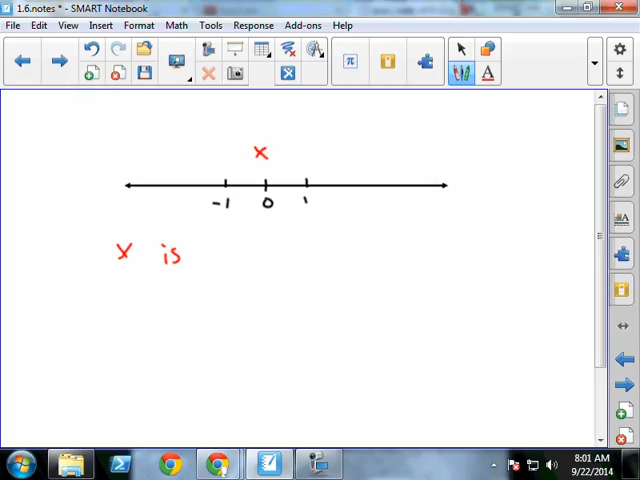 1.6.notes * - SMART Notebook
File Edit View Insert Format Math Tools Response Add-ons Help
x
-1 0 1
x is
8:01 AM
9/22/2014